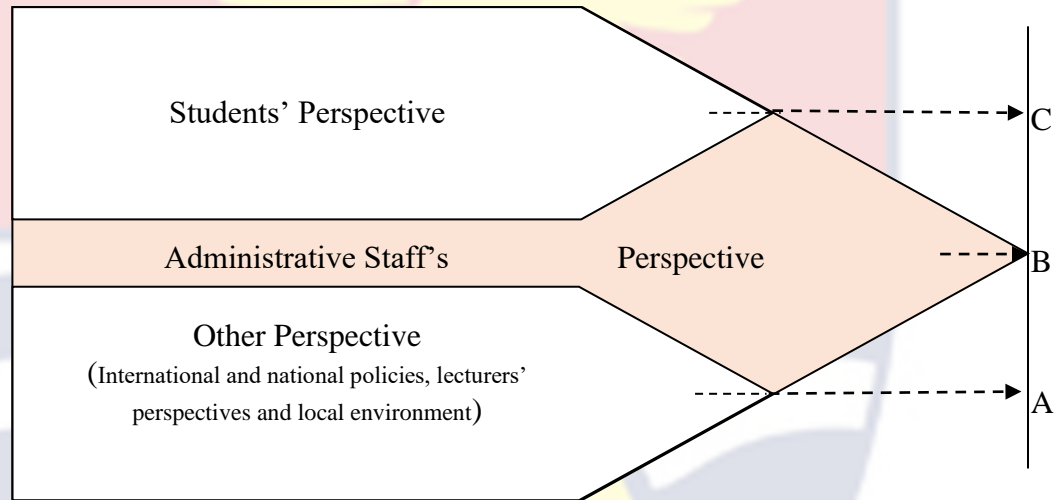 Students’ Perspective
C
Administrative Staff’s Perspective
B
Other Perspective
(International and national policies, lecturers’
perspectives and local environment)
A